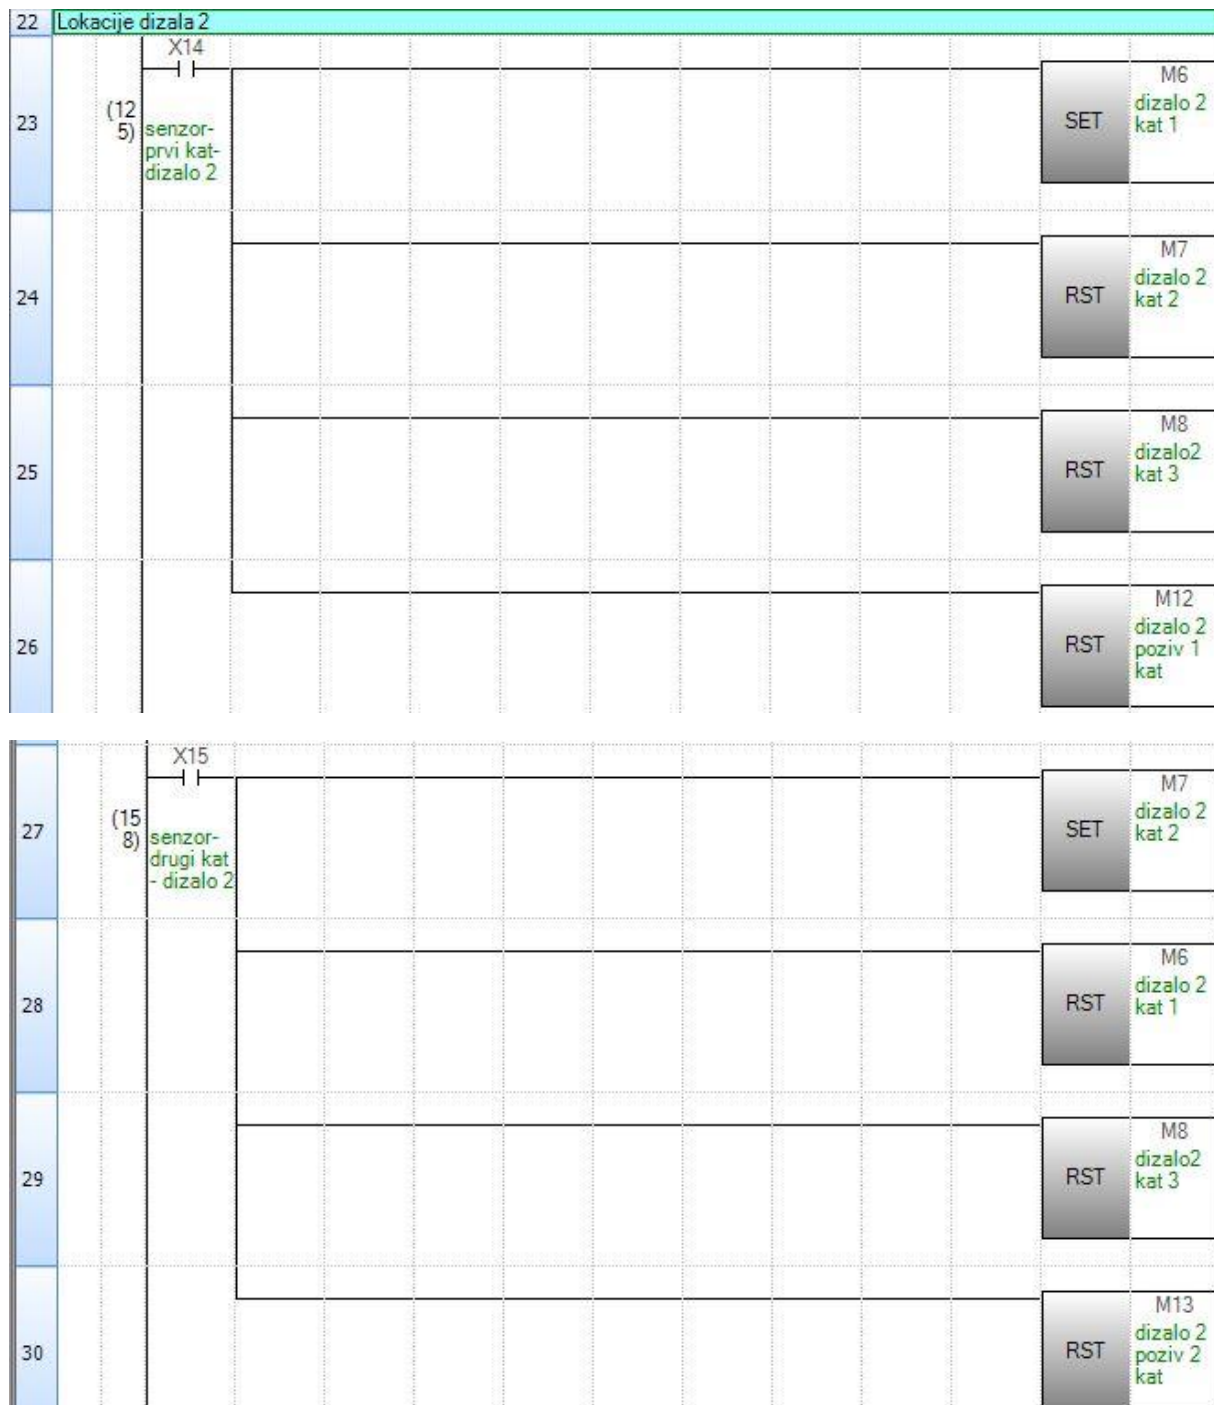 22 Lokacije dizala 2
X14
23
(12
5)
senzor-
prvi kat-
dizalo 2
SET
M6
dizalo 2
kat 1
24
RST
M7
dizalo 2
kat 2
25
RST
M8
dizalo2
kat 3
26
RST
M12
dizalo 2
poziv 1
kat
X15
27
(15
8)
senzor-
drugi kat
- dizalo 2
SET
M7
dizalo 2
kat 2
28
RST
M6
dizalo 2
kat 1
29
RST
M8
dizalo2
kat 3
30
RST
M13
dizalo 2
poziv 2
kat